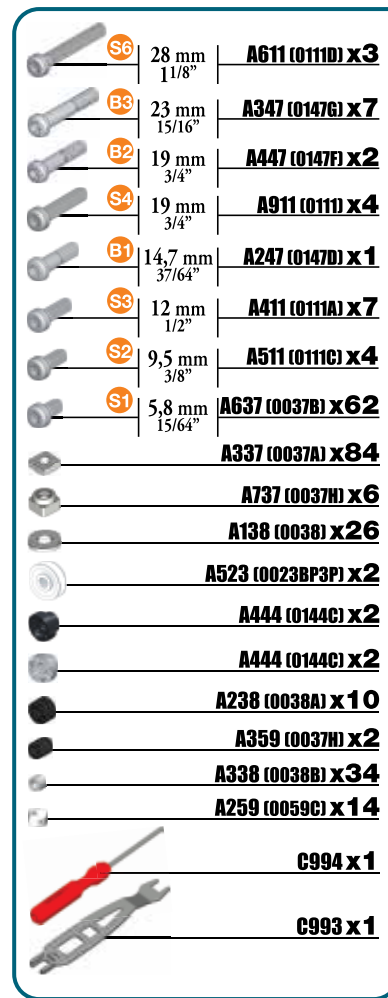 S6 28 mm A611 (0111D) x3
1 1/8”
B3 23 mm A347 (0147G) x7
15/16”
B2 19 mm A447 (0147F) x2
3/4”
S4 19 mm A911 (0111) x4
3/4”
B1 14,7 mm A247 (0147D) x1
37/64”
S3 12 mm A411 (0111A) x7
1/2”
S2 9,5 mm A511 (0111C) x4
3/8”
S1 5,8 mm A637 (0037B) x62
15/64”
A337 (0037A) x84
A737 (0037H) x6
A138 (0038) x26
A523 (0023BP3P) x2
A444 (0144C) x2
A444 (0144C) x2
A238 (0038A) x10
A359 (0037H) x2
A338 (0038B) x34
A259 (0059C) x14
C994 x1
C993 x1